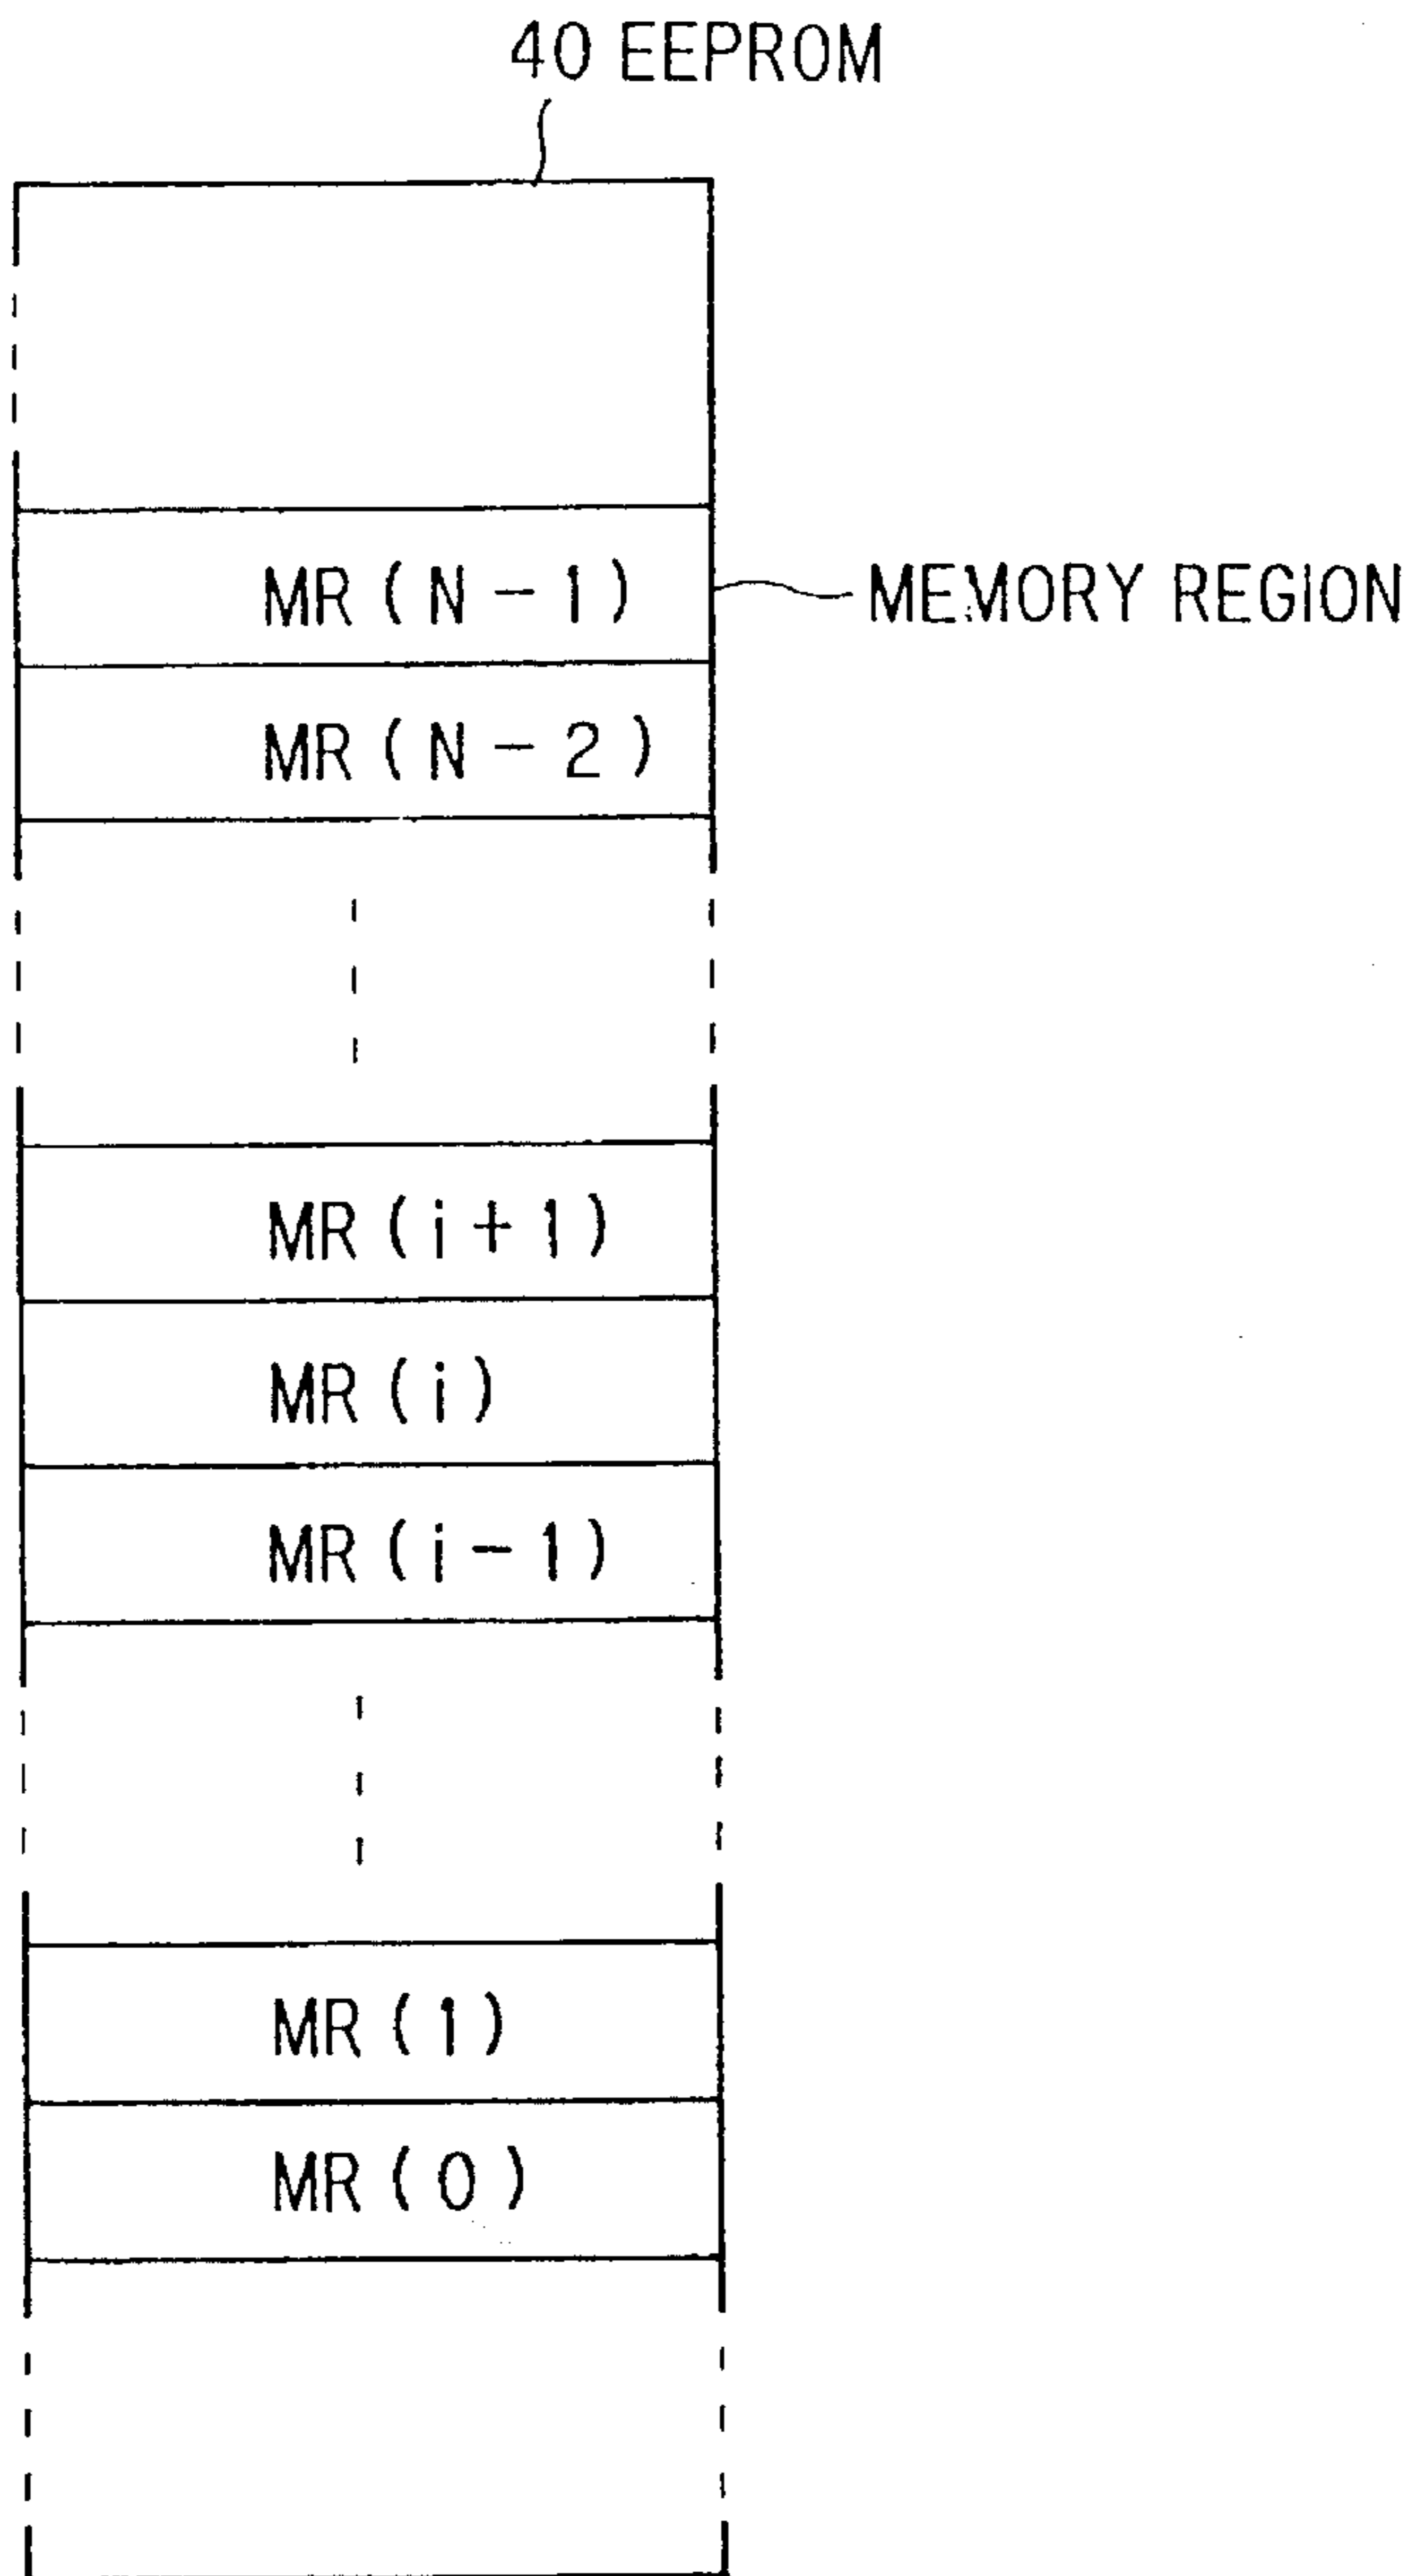 40 EEPROM
MR(N-1) MEMORY REGION
MR(N-2)
MR(i+1)
MR(i)
MR(i-1)
MR(1)
MR(0)